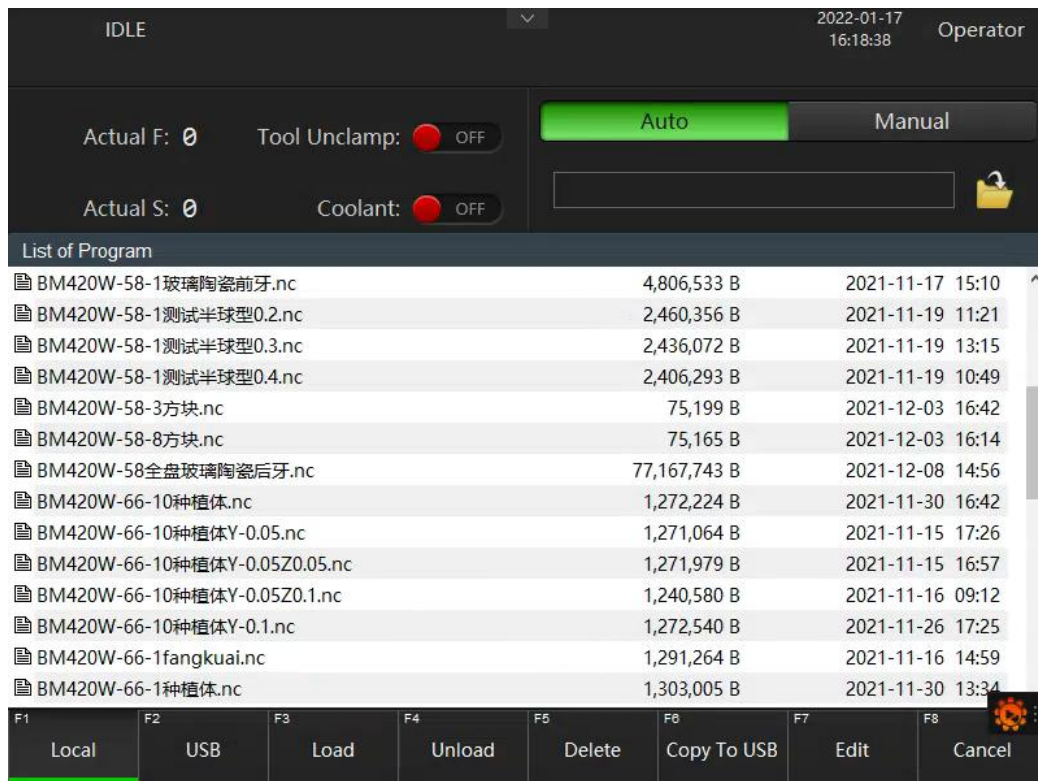 IDLE
2022-01-17
16:18:38
Operator
Actual F: 0
Tool Unclamp: OFF
Auto
Manual
Actual S: 0
Coolant: OFF
List of Program
BM420W-58-1玻璃陶瓷前牙.nc 4,806,533 B 2021-11-17 15:10
BM420W-58-1测试半球型0.2.nc 2,460,356 B 2021-11-19 11:21
BM420W-58-1测试半球型0.3.nc 2,436,072 B 2021-11-19 13:15
BM420W-58-1测试半球型0.4.nc 2,406,293 B 2021-11-19 10:49
BM420W-58-3方块.nc 75,199 B 2021-12-03 16:42
BM420W-58-8方块.nc 75,165 B 2021-12-03 16:14
BM420W-58全盘玻璃陶瓷后牙.nc 77,167,743 B 2021-12-08 14:56
BM420W-66-10种植体.nc 1,272,224 B 2021-11-30 16:42
BM420W-66-10种植体Y-0.05.nc 1,271,064 B 2021-11-15 17:26
BM420W-66-10种植体Y-0.05Z0.05.nc 1,271,979 B 2021-11-15 16:57
BM420W-66-10种植体Y-0.05Z0.1.nc 1,240,580 B 2021-11-16 09:12
BM420W-66-10种植体Y-0.1.nc 1,272,540 B 2021-11-26 17:25
BM420W-66-1fangkuai.nc 1,291,264 B 2021-11-16 14:59
BM420W-66-1种植体.nc 1,303,005 B 2021-11-30 13:34
F1 F2 F3 F4 F5 F6 F7 F8
Local USB Load Unload Delete Copy To USB Edit Cancel